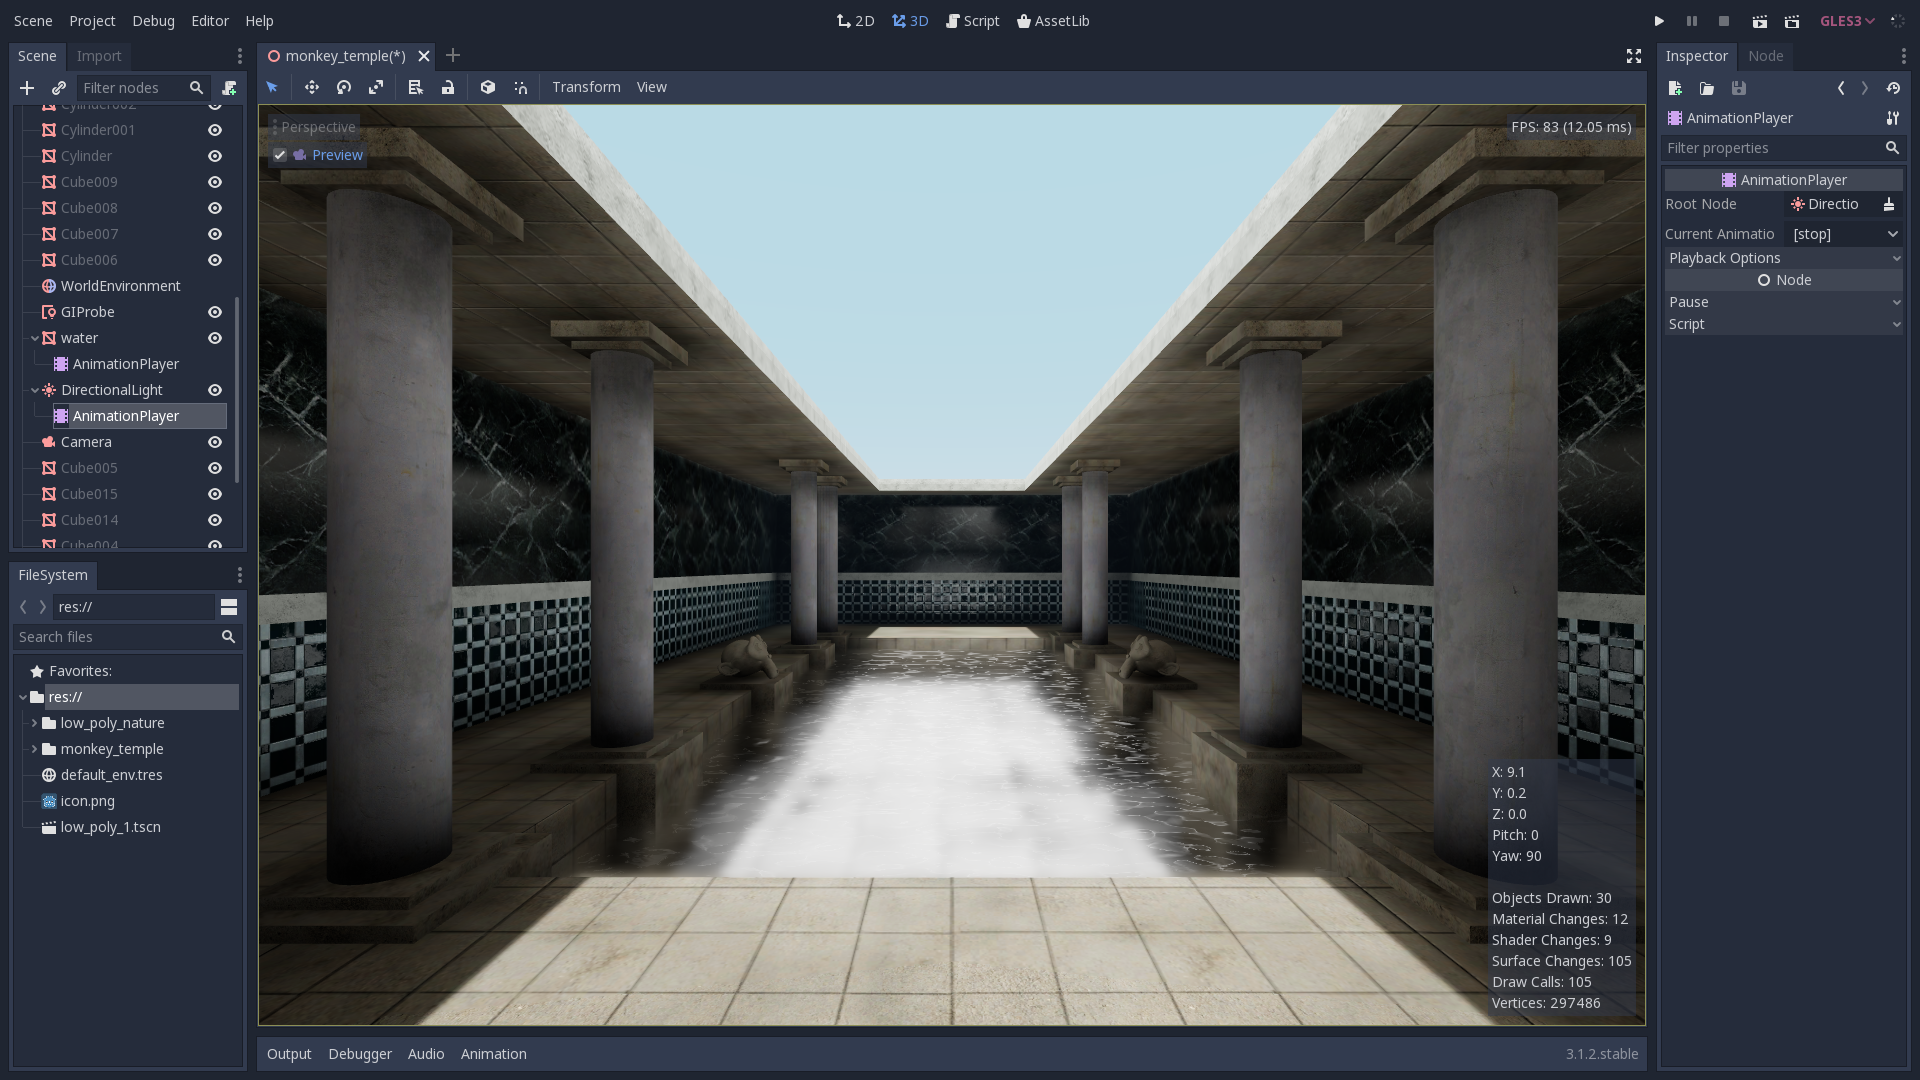 Scene Project Debug Editor Help
2D 3D Script AssetLib
GLES3
Scene Import
Filter nodes
Cylinder002
Cylinder001
Cylinder
Cube009
Cube008
Cube007
Cube006
WorldEnvironment
GIProbe
water
AnimationPlayer
DirectionalLight
AnimationPlayer
Camera
Cube005
Cube015
Cube014
Cube004
FileSystem
res://
Search files
Favorites:
res://
low_poly_nature
monkey_temple
default_env.tres
icon.png
low_poly_1.tscn
monkey_temple(*)
Transform View
Perspective
Preview
FPS: 83 (12.05 ms)
X: 9.1
Y: 0.2
Z: 0.0
Pitch: 0
Yaw: 90
Objects Drawn: 30
Material Changes: 12
Shader Changes: 9
Surface Changes: 105
Draw Calls: 105
Vertices: 297486
Output Debugger Audio Animation
3.1.2.stable
Inspector Node
AnimationPlayer
Filter properties
AnimationPlayer
Root Node Directio
Current Animatio [stop]
Playback Options
Node
Pause
Script